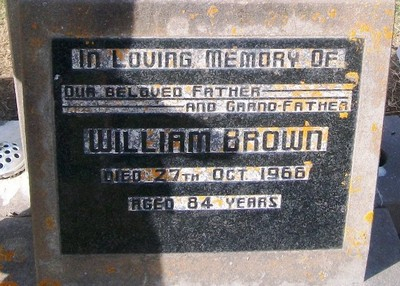 In Loving Memory Of
Our Beloved Father
and Grand-Father
William Brown
Died 27th Oct 1966
Aged 84 Years